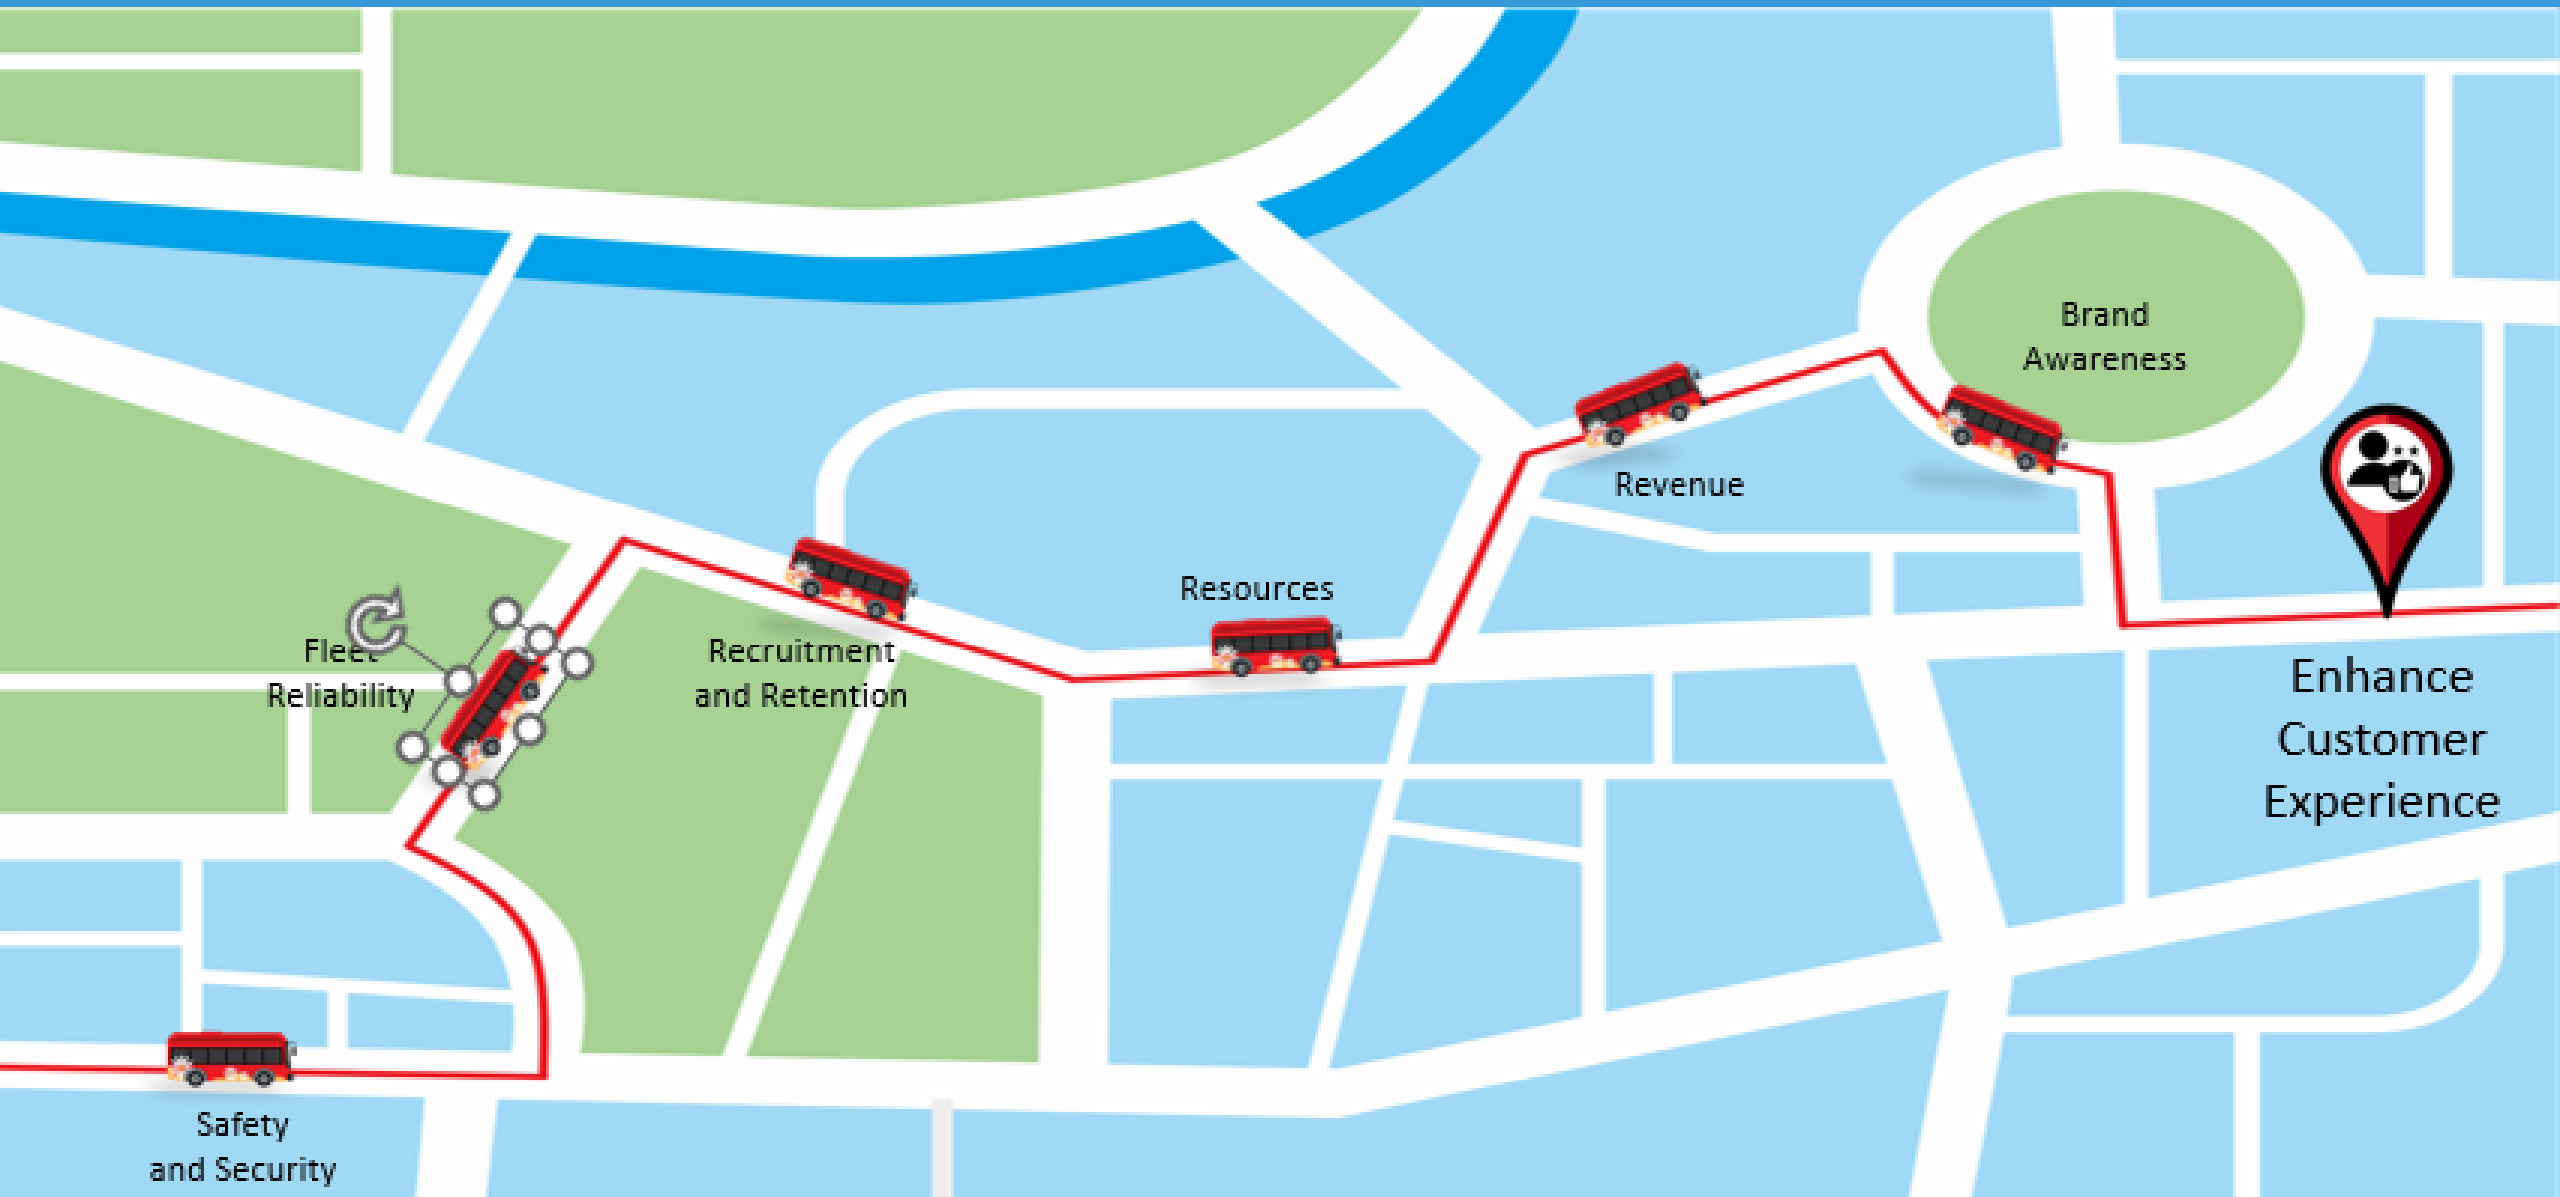 Brand
Awareness
Revenue
Resources
Fleet
Reliability
Recruitment
and Retention
Enhance
Customer
Experience
Safety
and Security